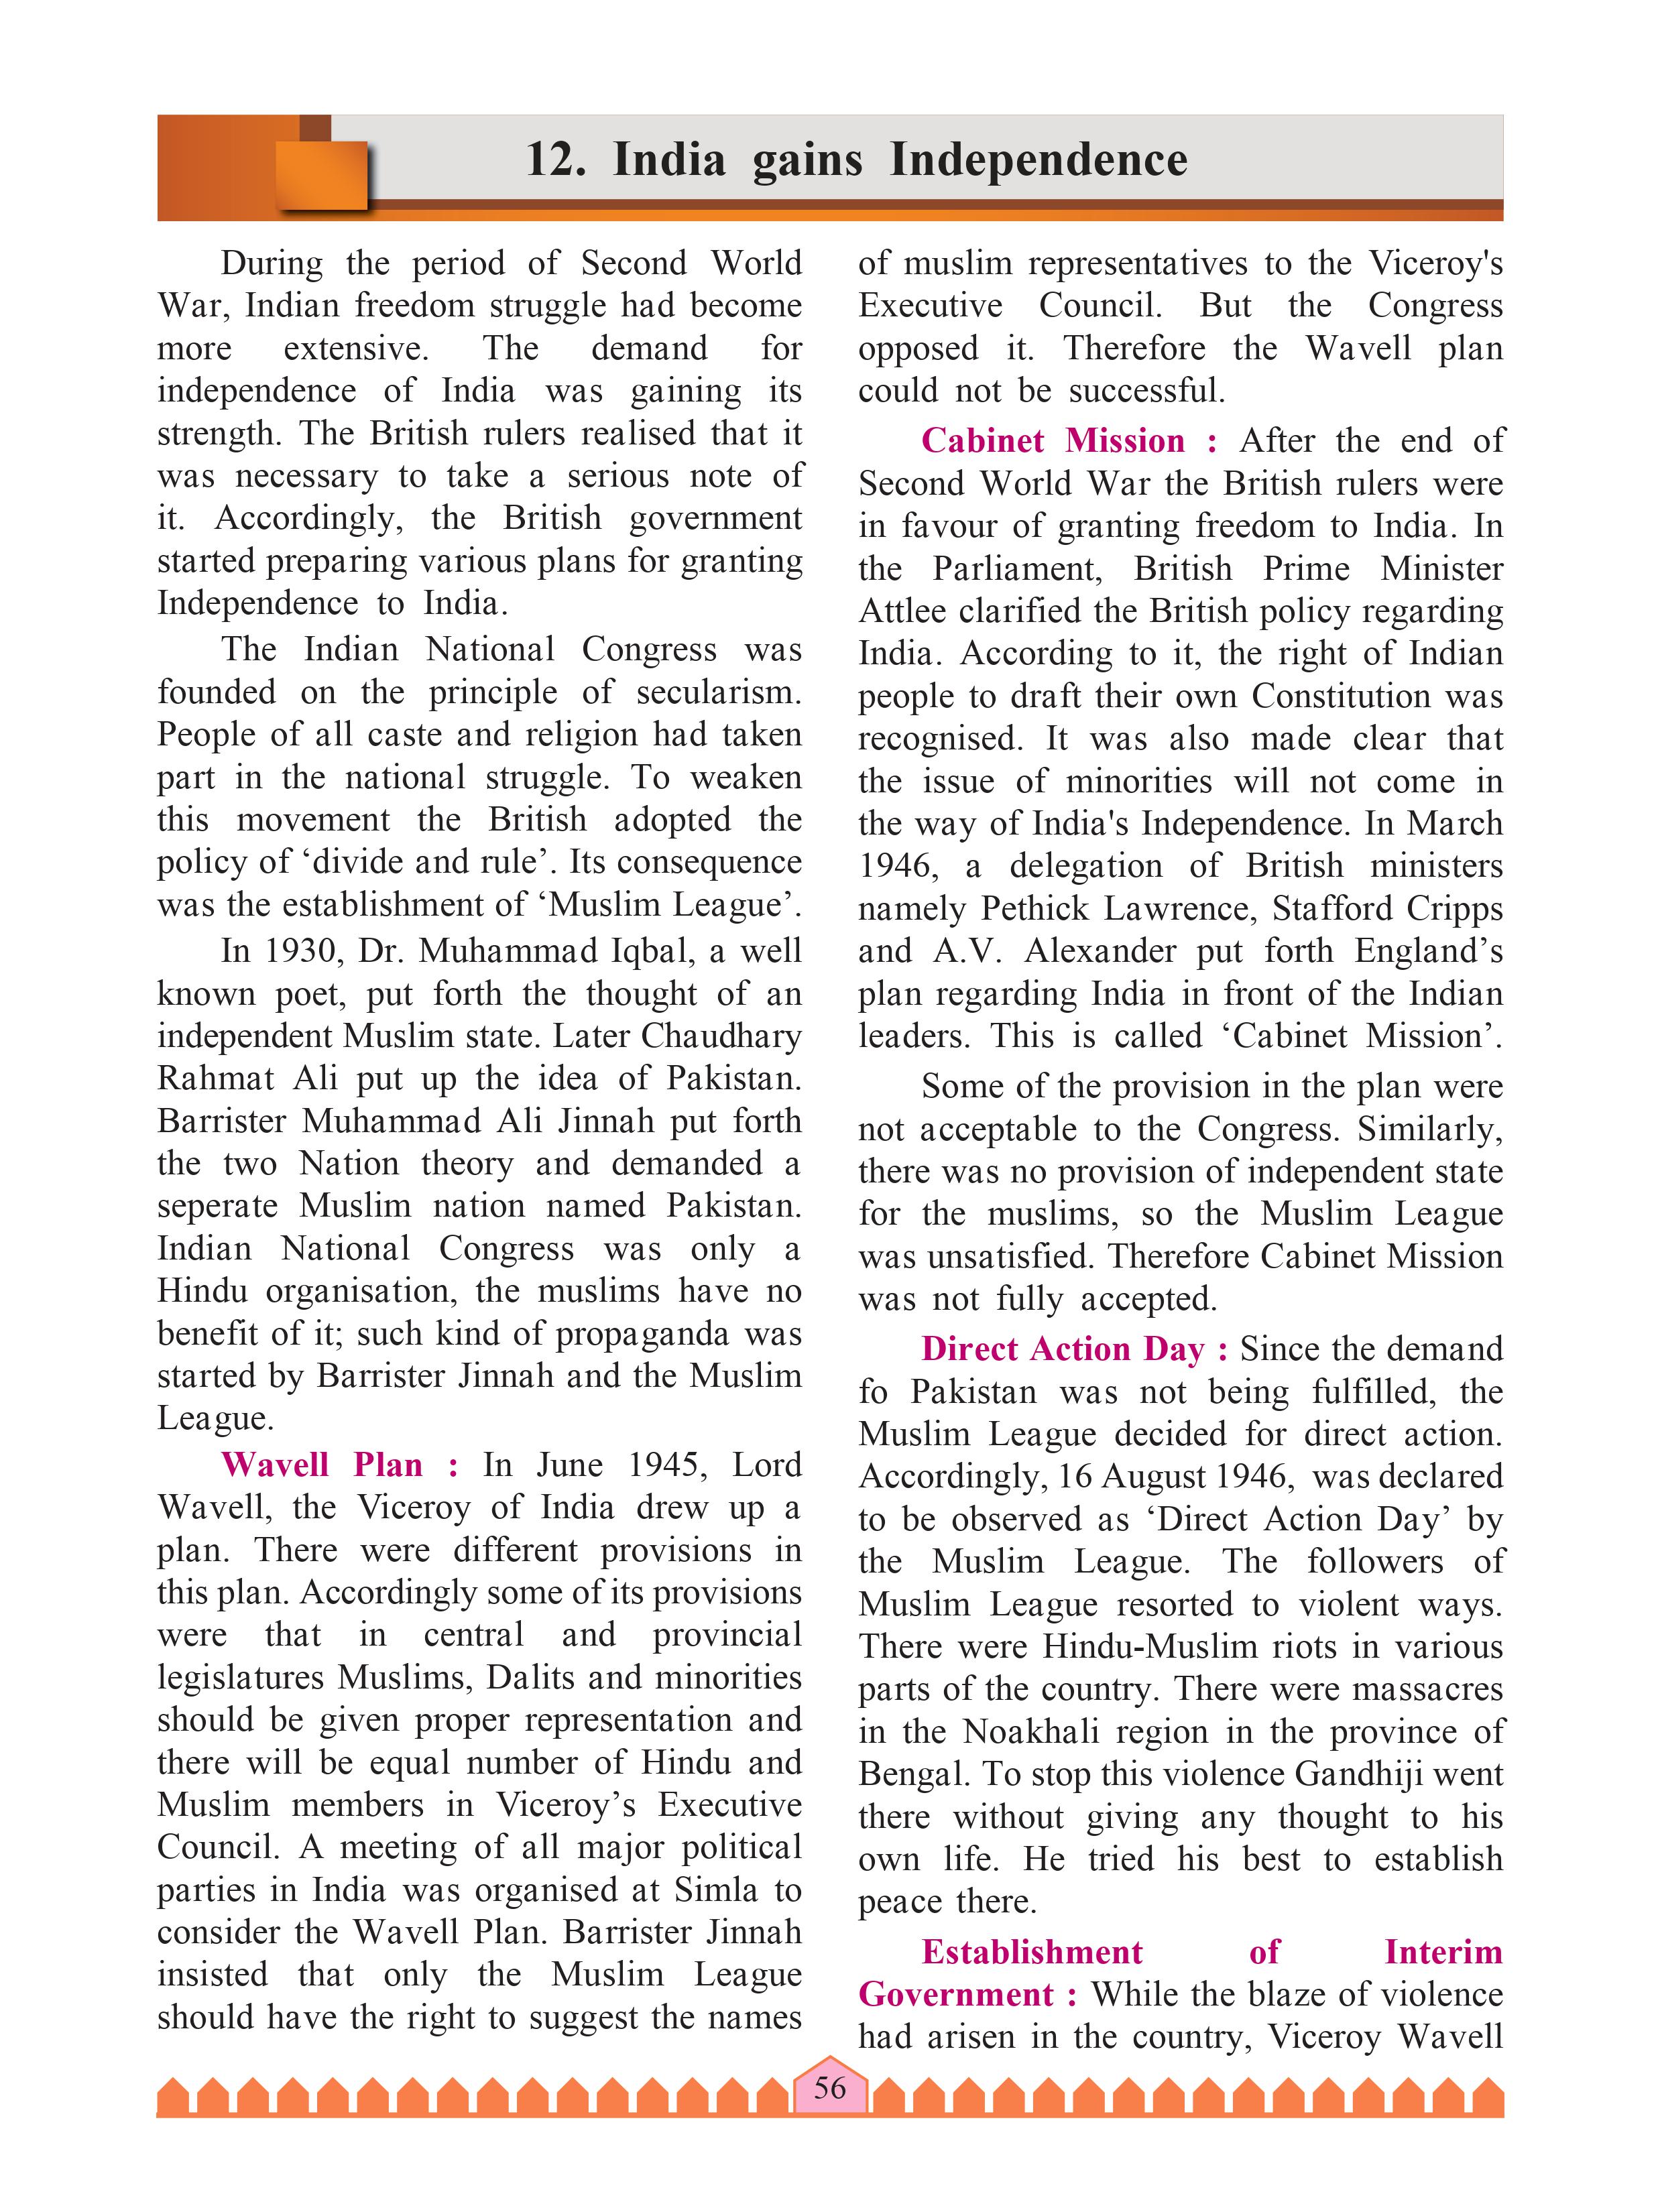 12. India gains Independence
During the period of Second World
War, Indian freedom struggle had become
more extensive. The demand for
independence of India was gaining its
strength. The British rulers realised that it
was necessary to take a serious note of
it. Accordingly, the British government
started preparing various plans for granting
Independence to India.
The Indian National Congress was
founded on the principle of secularism.
People of all caste and religion had taken
part in the national struggle. To weaken
this movement the British adopted the
policy of ‘divide and rule’. Its consequence
was the establishment of ‘Muslim League’.
In 1930, Dr. Muhammad Iqbal, a well
known poet, put forth the thought of an
independent Muslim state. Later Chaudhary
Rahmat Ali put up the idea of Pakistan.
Barrister Muhammad Ali Jinnah put forth
the two Nation theory and demanded a
seperate Muslim nation named Pakistan.
Indian National Congress was only a
Hindu organisation, the muslims have no
benefit of it; such kind of propaganda was
started by Barrister Jinnah and the Muslim
League.
Wavell Plan : In June 1945, Lord
Wavell, the Viceroy of India drew up a
plan. There were different provisions in
this plan. Accordingly some of its provisions
were that in central and provincial
legislatures Muslims, Dalits and minorities
should be given proper representation and
there will be equal number of Hindu and
Muslim members in Viceroy’s Executive
Council. A meeting of all major political
parties in India was organised at Simla to
consider the Wavell Plan. Barrister Jinnah
insisted that only the Muslim League
should have the right to suggest the names
of muslim representatives to the Viceroy's
Executive Council. But the Congress
opposed it. Therefore the Wavell plan
could not be successful.
Cabinet Mission : After the end of
Second World War the British rulers were
in favour of granting freedom to India. In
the Parliament, British Prime Minister
Attlee clarified the British policy regarding
India. According to it, the right of Indian
people to draft their own Constitution was
recognised. It was also made clear that
the issue of minorities will not come in
the way of India's Independence. In March
1946, a delegation of British ministers
namely Pethick Lawrence, Stafford Cripps
and A.V. Alexander put forth England’s
plan regarding India in front of the Indian
leaders. This is called ‘Cabinet Mission’.
Some of the provision in the plan were
not acceptable to the Congress. Similarly,
there was no provision of independent state
for the muslims, so the Muslim League
was unsatisfied. Therefore Cabinet Mission
was not fully accepted.
Direct Action Day : Since the demand
fo Pakistan was not being fulfilled, the
Muslim League decided for direct action.
Accordingly, 16 August 1946, was declared
to be observed as ‘Direct Action Day’ by
the Muslim League. The followers of
Muslim League resorted to violent ways.
There were Hindu-Muslim riots in various
parts of the country. There were massacres
in the Noakhali region in the province of
Bengal. To stop this violence Gandhiji went
there without giving any thought to his
own life. He tried his best to establish
peace there.
Establishment of Interim
Government : While the blaze of violence
had arisen in the country, Viceroy Wavell
56